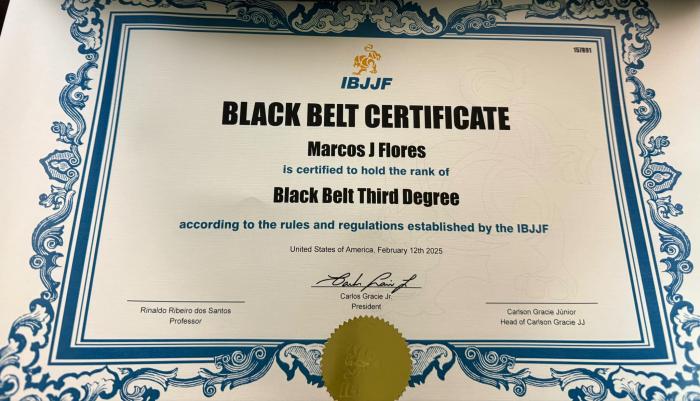 157691
IBJJF
BLACK BELT CERTIFICATE
Marcos J Flores
is certified to hold the rank of
Black Belt Third Degree
according to the rules and regulations established by the IBJJF
United States of America, February 12th 2025
Carlos Gracie Jr.
President
Rinaldo Ribeiro dos Santos
Professor
Carlson Gracie Júnior
Head of Carlson Gracie JJ